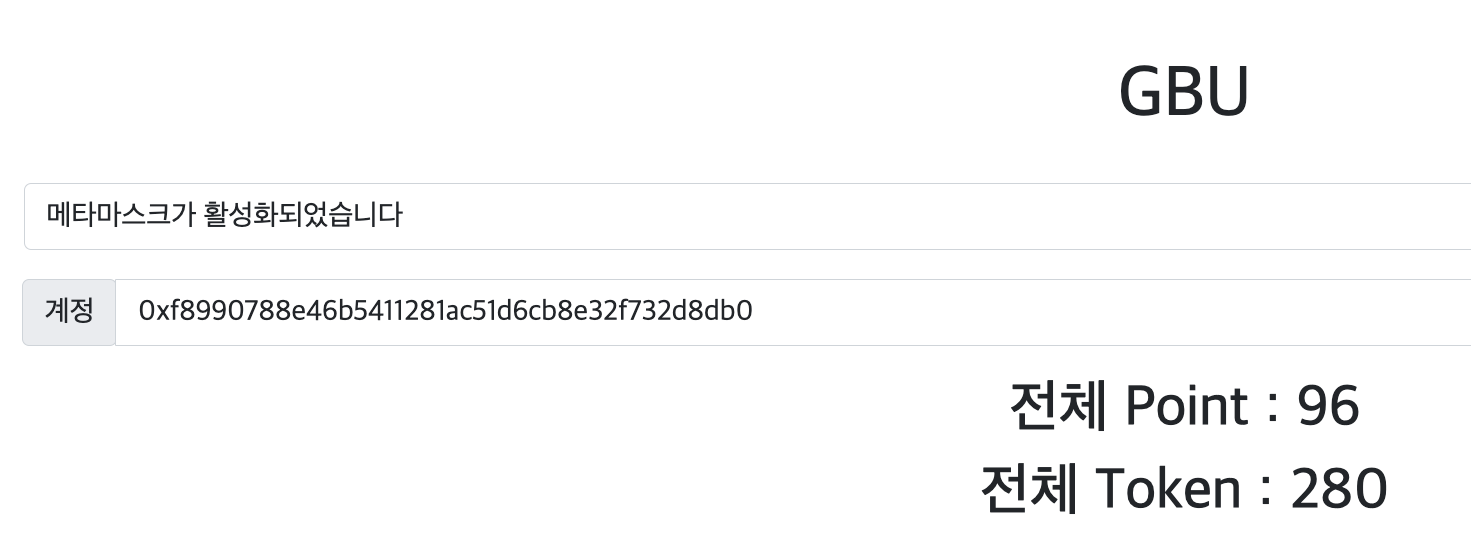 GBU
메타마스크가 활성화되었습니다
계정 0xf8990788e46b5411281ac51d6cb8e32f732d8db0
전체 Point : 96
전체 Token : 280